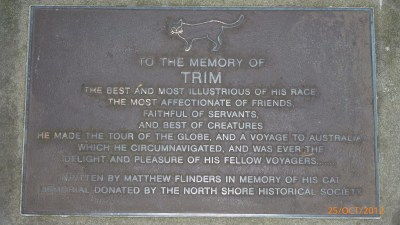 TO THE MEMORY OF
TRIM
THE BEST AND MOST ILLUSTRIOUS OF HIS RACE
THE MOST AFFECTIONATE OF FRIENDS,
FAITHFUL OF SERVANTS,
AND BEST OF CREATURES
HE MADE THE TOUR OF THE GLOBE, AND A VOYAGE TO AUSTRALIA,
WHICH HE CIRCUMNAVIGATED, AND WAS EVER THE
DELIGHT AND PLEASURE OF HIS FELLOW VOYAGERS.
WRITTEN BY MATTHEW FLINDERS IN MEMORY OF HIS CAT
MEMORIAL DONATED BY THE NORTH SHORE HISTORICAL SOCIETY
25/OCT/2012